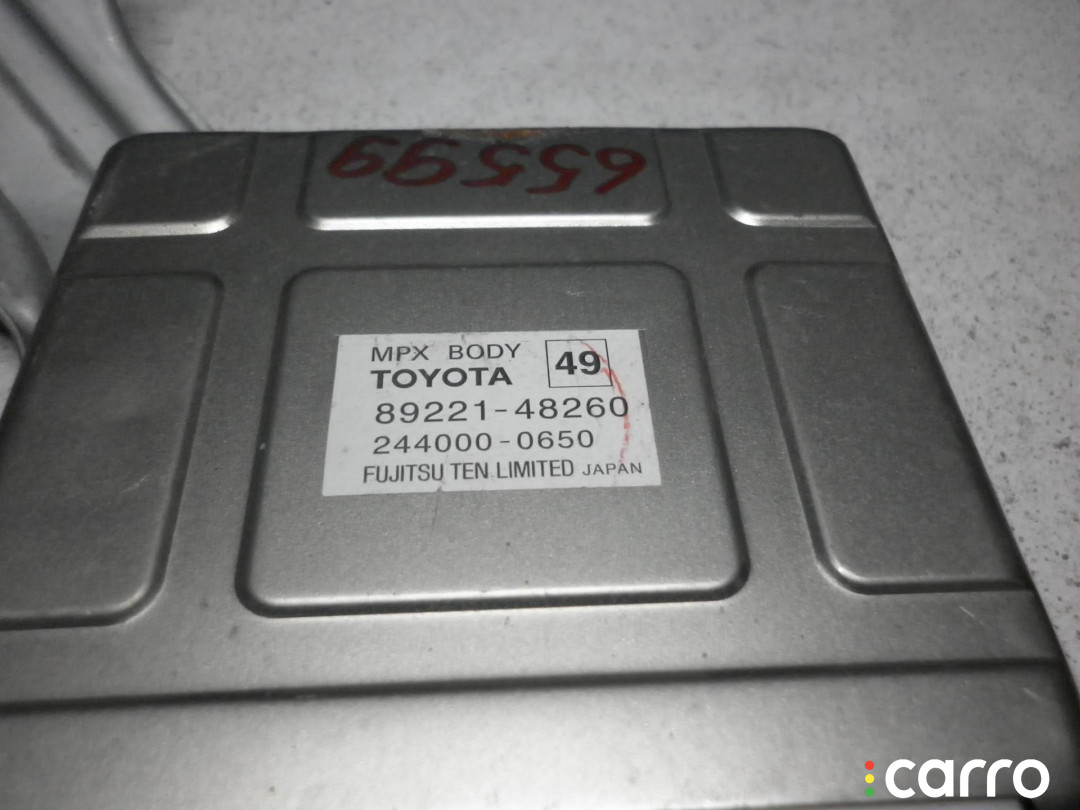 65599
MPX BODY
TOYOTA 49
89221-48260
244000-0650
FUJITSU TEN LIMITED JAPAN
carro